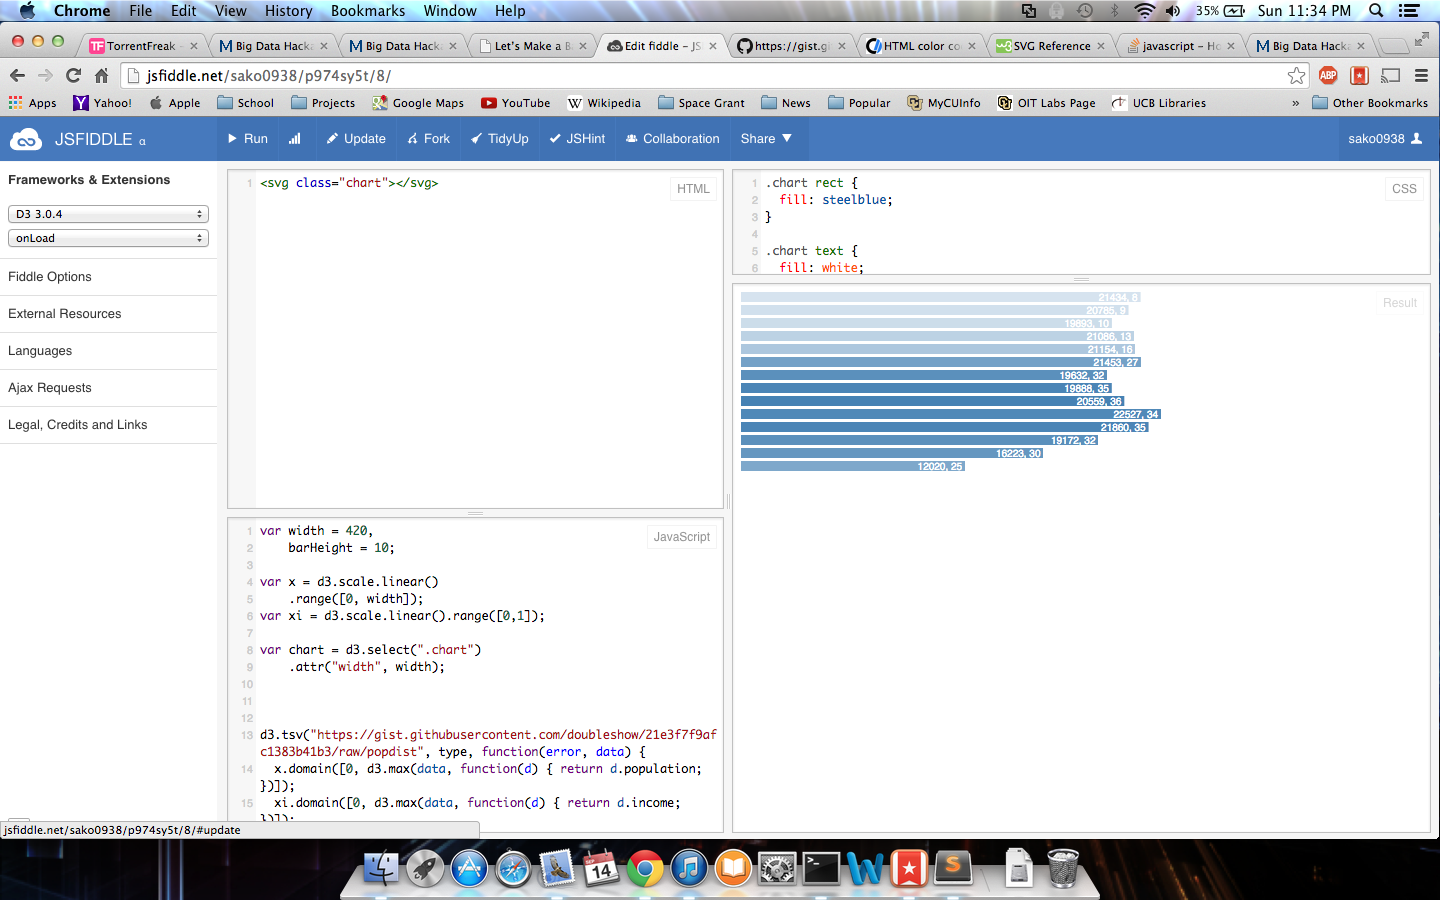 Chrome File Edit View History Bookmarks Window Help 35% Sun 11:34 PM
TorrentFreak - Big Data Hacka Big Data Hacka Let's Make a Ba Edit fiddle - JS https://gist.gi HTML color co SVG Reference javascript - Ho Big Data Hacka
jsfiddle.net/sako0938/p974sy5t/8/ ABP
Apps Yahoo! Apple School Projects Google Maps YouTube Wikipedia Space Grant News Popular MyCUInfo OIT Labs Page UCB Libraries » Other Bookmarks
JSFIDDLE α Run Update Fork TidyUp JSHint Collaboration Share sako0938
Frameworks & Extensions
D3 3.0.4
onLoad
Fiddle Options
External Resources
Languages
Ajax Requests
Legal, Credits and Links
1 <svg class="chart"></svg>
HTML
1 .chart rect {
2 fill: steelblue;
3 }
4
5 .chart text {
6 fill: white;
CSS
1 var width = 420,
2 barHeight = 10;
3
4 var x = d3.scale.linear()
5 .range([0, width]);
6 var xi = d3.scale.linear().range([0,1]);
7
8 var chart = d3.select(".chart")
9 .attr("width", width);
10
11
12
13 d3.tsv("https://gist.githubusercontent.com/doubleshow/21e3f7f9af
c1383b41b3/raw/popdist", type, function(error, data) {
14 x.domain([0, d3.max(data, function(d) { return d.population;
})]);
15 xi.domain([0, d3.max(data, function(d) { return d.income;
})]);
JavaScript
21434, 8
20785, 9
19893, 10
21086, 13
21154, 16
21453, 27
19632, 32
19868, 35
20559, 36
22527, 34
21860, 35
19172, 32
16223, 30
12020, 25
Result
jsfiddle.net/sako0938/p974sy5t/8/#update
SEP
14